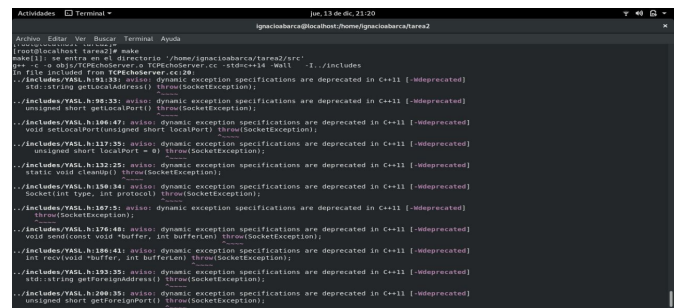 Actividades Terminal jue, 13 de dic, 21:20
ignacioabarca@localhost:/home/ignacioabarca/tarea2
Archivo Editar Ver Buscar Terminal Ayuda
[root@localhost tarea2]#
[root@localhost tarea2]# make
make[1]: se entra en el directorio '/home/ignacioabarca/tarea2/src'
g++ -c -o objs/TCPEchoServer.o TCPEchoServer.cc -std=c++14 -Wall -I../includes
In file included from TCPEchoServer.cc:20:
../includes/YASL.h:91:33: aviso: dynamic exception specifications are deprecated in C++11 [-Wdeprecated]
std::string getLocalAddress() throw(SocketException);
^~~~~
../includes/YASL.h:98:33: aviso: dynamic exception specifications are deprecated in C++11 [-Wdeprecated]
unsigned short getLocalPort() throw(SocketException);
^~~~~
../includes/YASL.h:106:47: aviso: dynamic exception specifications are deprecated in C++11 [-Wdeprecated]
void setLocalPort(unsigned short localPort) throw(SocketException);
^~~~~
../includes/YASL.h:117:35: aviso: dynamic exception specifications are deprecated in C++11 [-Wdeprecated]
unsigned short localPort = 0) throw(SocketException);
^~~~~
../includes/YASL.h:132:25: aviso: dynamic exception specifications are deprecated in C++11 [-Wdeprecated]
static void cleanUp() throw(SocketException);
^~~~~
../includes/YASL.h:150:34: aviso: dynamic exception specifications are deprecated in C++11 [-Wdeprecated]
Socket(int type, int protocol) throw(SocketException);
^~~~~
../includes/YASL.h:167:5: aviso: dynamic exception specifications are deprecated in C++11 [-Wdeprecated]
throw(SocketException);
^~~~~
../includes/YASL.h:176:48: aviso: dynamic exception specifications are deprecated in C++11 [-Wdeprecated]
void send(const void *buffer, int bufferLen) throw(SocketException);
^~~~~
../includes/YASL.h:186:41: aviso: dynamic exception specifications are deprecated in C++11 [-Wdeprecated]
int recv(void *buffer, int bufferLen) throw(SocketException);
^~~~~
../includes/YASL.h:193:35: aviso: dynamic exception specifications are deprecated in C++11 [-Wdeprecated]
std::string getForeignAddress() throw(SocketException);
^~~~~
../includes/YASL.h:200:35: aviso: dynamic exception specifications are deprecated in C++11 [-Wdeprecated]
unsigned short getForeignPort() throw(SocketException);
^~~~~